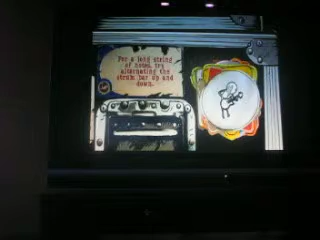 For a long string
of notes, try
alternating the
strum bar up and
down.